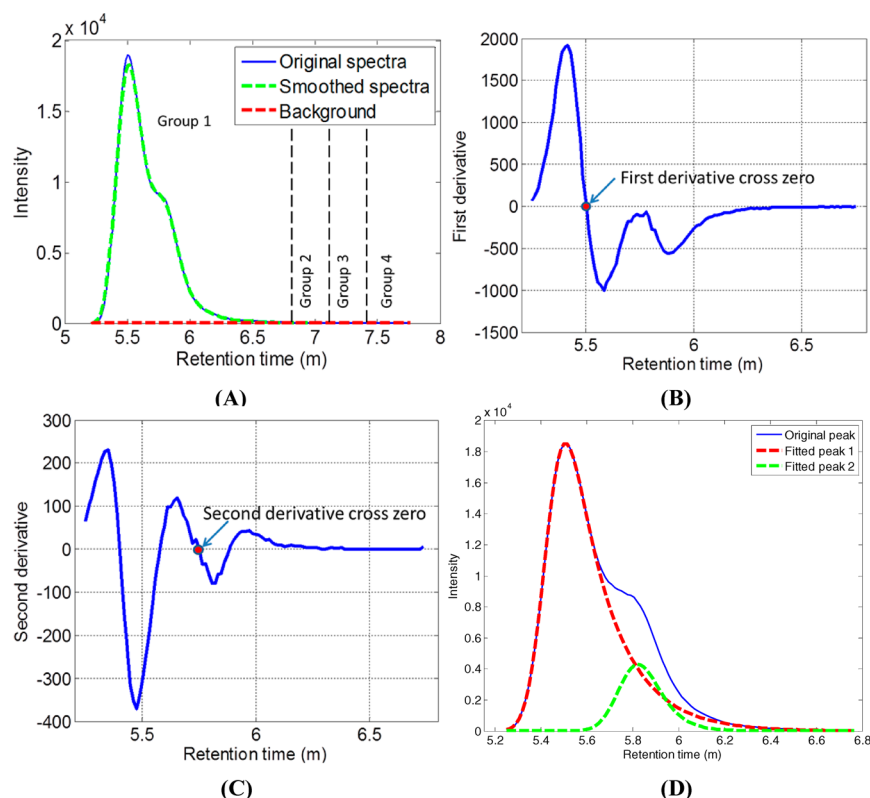 2 x 10^4
Original spectra
Smoothed spectra
Background
Group 1
Group 2
Group 3
Group 4
1.5
1
0.5
0
5 5.5 6 6.5 7 7.5 8
Intensity
Retention time (m)
(A)
2000
1500
1000
500
0
-500
-1000
-1500
First derivative cross zero
First derivative
5.5 6 6.5
Retention time (m)
(B)
300
200
100
0
-100
-200
-300
-400
Second derivative cross zero
Second derivative
5.5 6 6.5
Retention time (m)
(C)
2 x 10^4
Original peak
Fitted peak 1
Fitted peak 2
1.8
1.6
1.4
1.2
1
0.8
0.6
0.4
0.2
0
Intensity
5.2 5.4 5.6 5.8 6 6.2 6.4 6.6 6.8
Retention time (m)
(D)